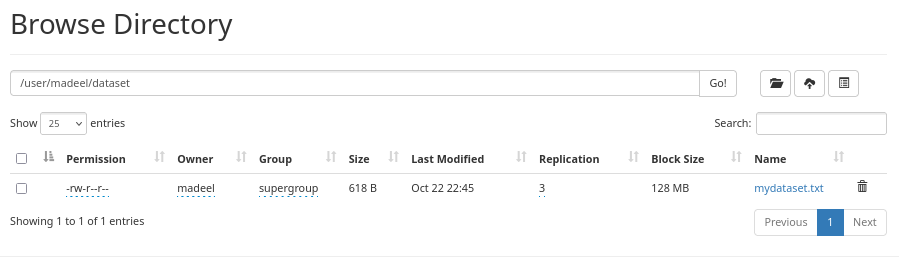 Browse Directory
/user/madeel/dataset Go!
Show 25 entries Search:
Permission Owner Group Size Last Modified Replication Block Size Name
-rw-r--r-- madeel supergroup 618 B Oct 22 22:45 3 128 MB mydataset.txt
Showing 1 to 1 of 1 entries Previous 1 Next